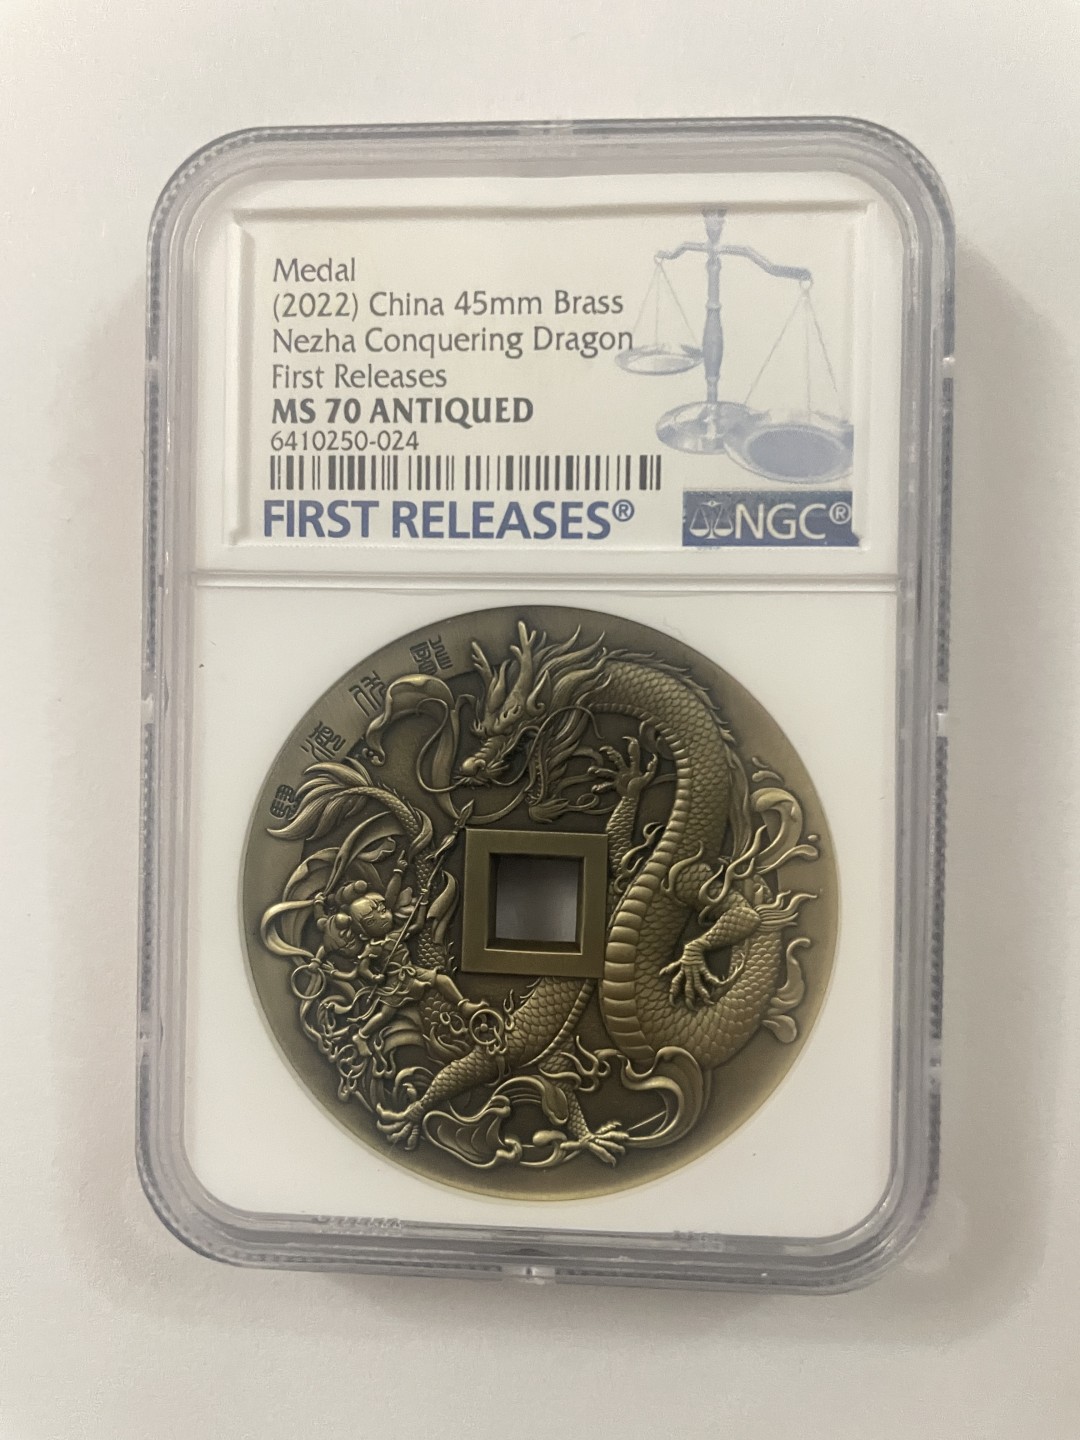 Medal
(2022) China 45mm Brass
Nezha Conquering Dragon
First Releases
MS 70 ANTIQUED
6410250-024
FIRST RELEASES®
NGC®